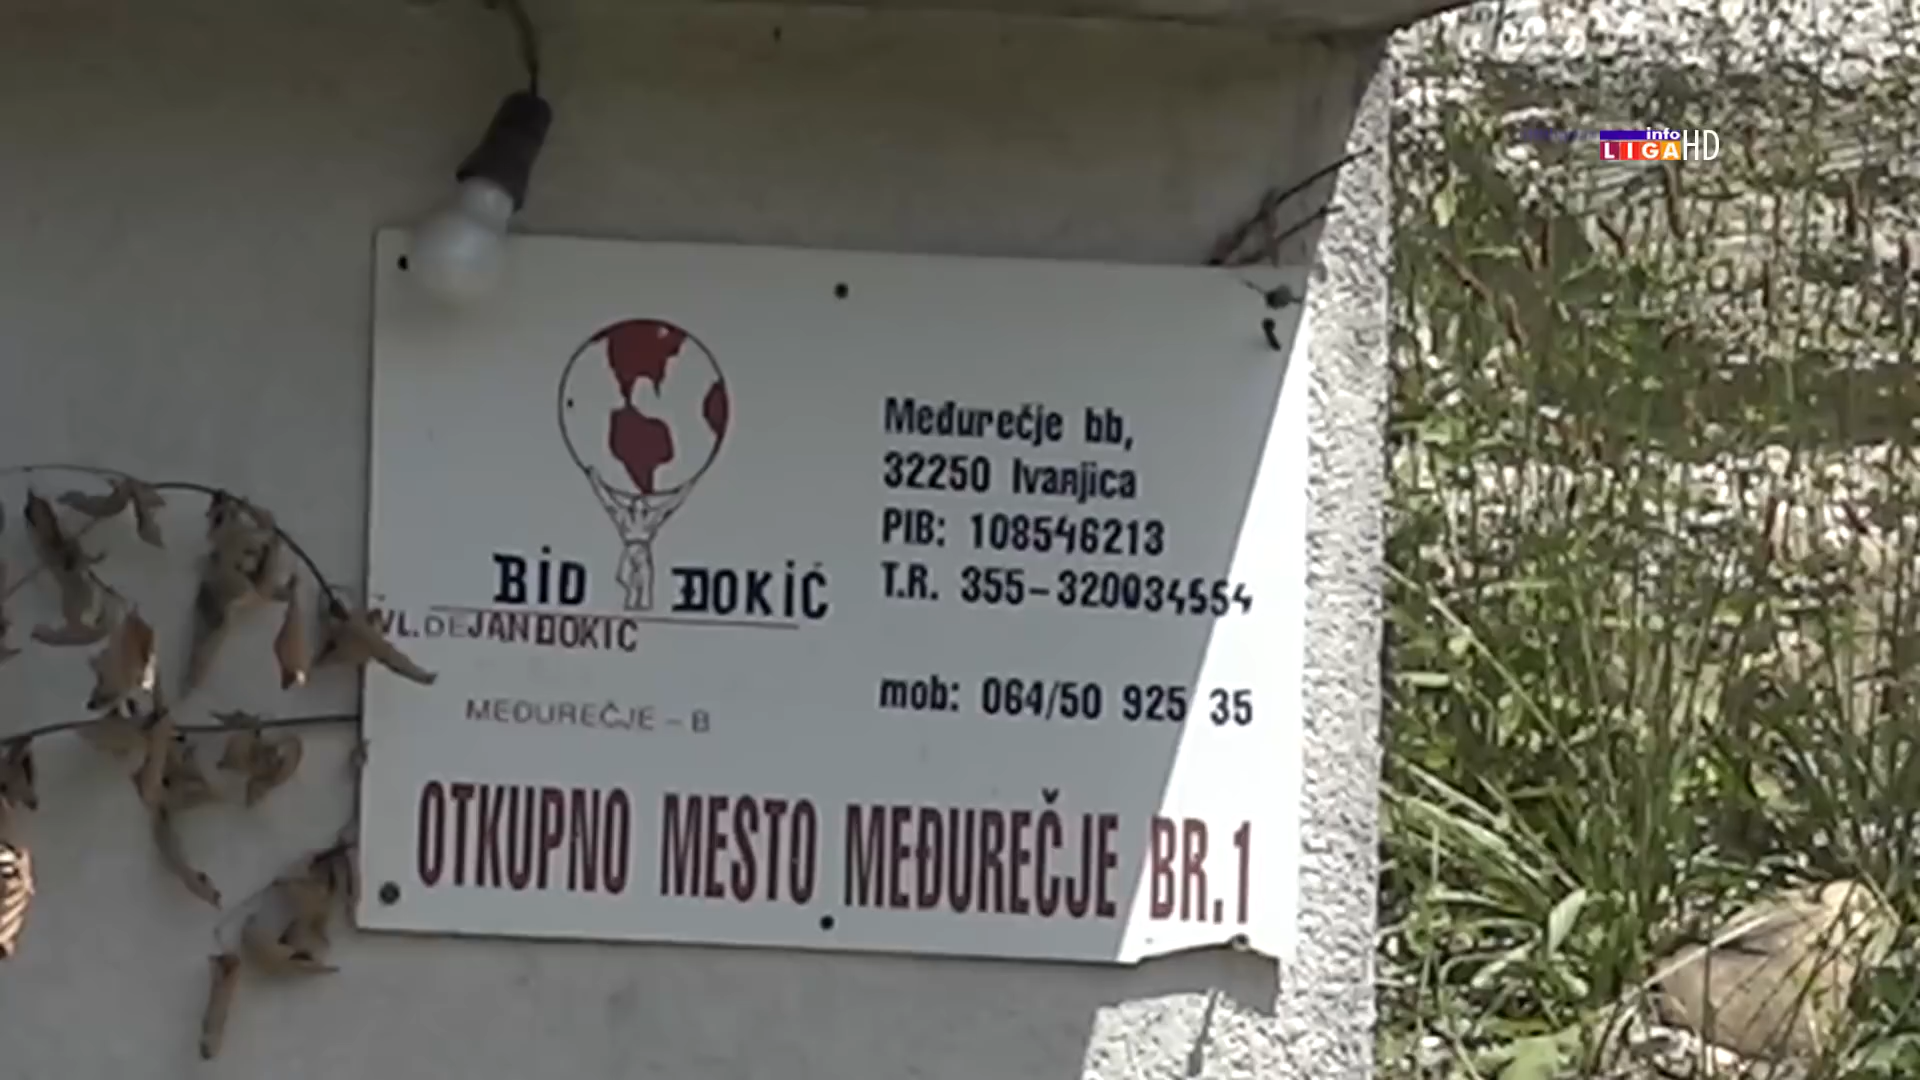 info
LIGA HD
BiD ĐOKiĆ
VL. DEJAN ĐOKIĆ
MEĐUREČJE – B
Međurečje bb,
32250 Ivanjica
PIB: 108546213
T.R. 355-320034554
mob: 064/50 925 35
OTKUPNO MESTO MEĐUREČJE BR.1